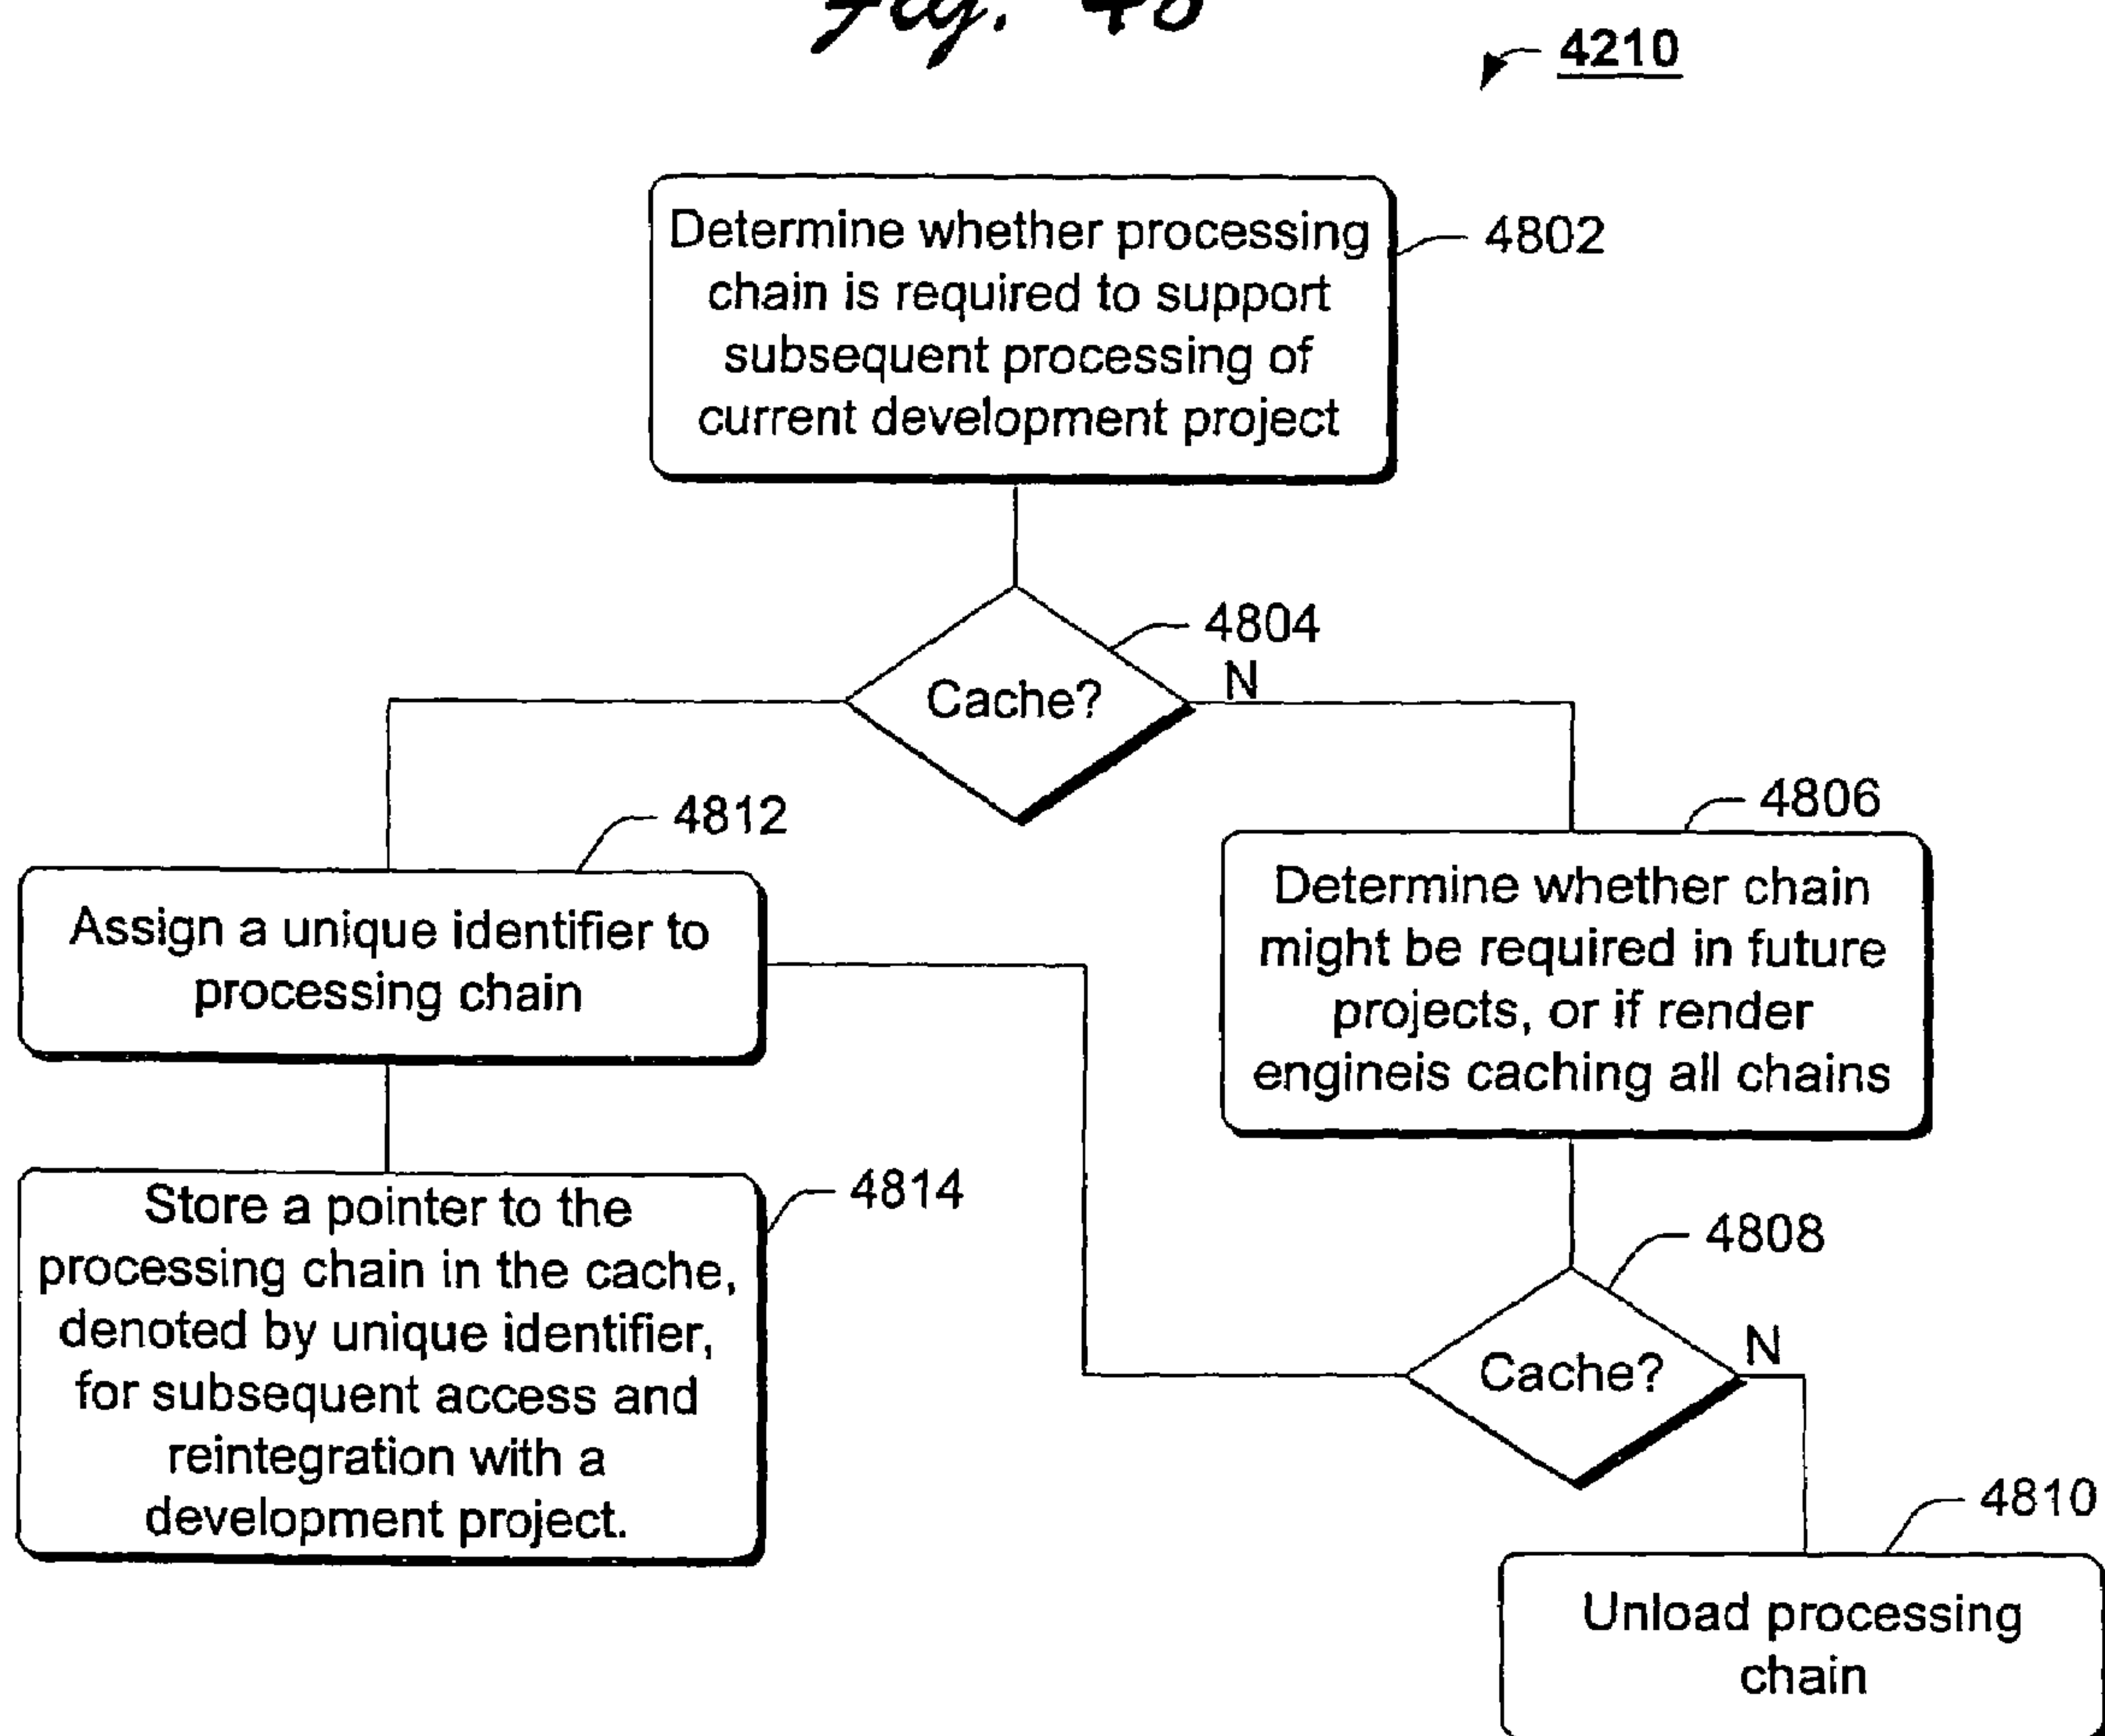 Fig. 48
4210
Determine whether processing
chain is required to support
subsequent processing of
current development project
4802
4804
Cache?
N
4812
Assign a unique identifier to
processing chain
4806
Determine whether chain
might be required in future
projects, or if render
engineis caching all chains
4814
Store a pointer to the
processing chain in the cache,
denoted by unique identifier,
for subsequent access and
reintegration with a
development project.
4808
Cache?
N
4810
Unload processing
chain